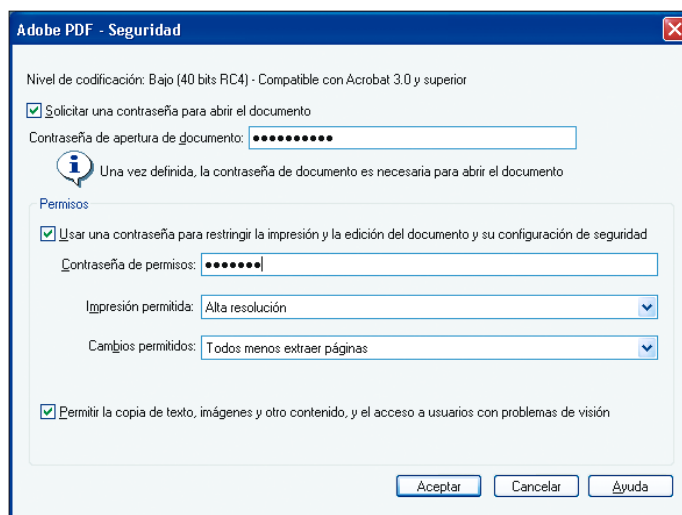 Adobe PDF - Seguridad
Nivel de codificación: Bajo (40 bits RC4) - Compatible con Acrobat 3.0 y superior
Solicitar una contraseña para abrir el documento
Contraseña de apertura de documento: ●●●●●●●●●●
Una vez definida, la contraseña de documento es necesaria para abrir el documento
Permisos
Usar una contraseña para restringir la impresión y la edición del documento y su configuración de seguridad
Contraseña de permisos: ●●●●●●●
Impresión permitida: Alta resolución
Cambios permitidos: Todos menos extraer páginas
Permitir la copia de texto, imágenes y otro contenido, y el acceso a usuarios con problemas de visión
Aceptar Cancelar Ayuda